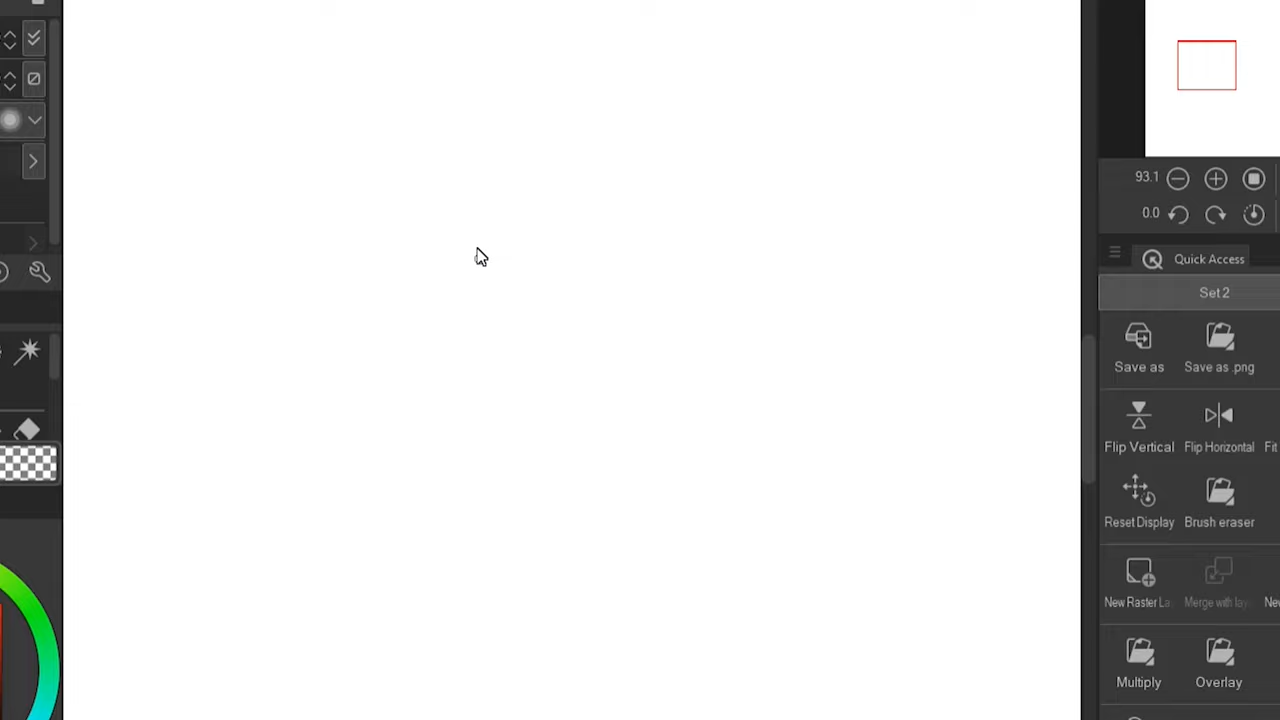 93.1
0.0
Quick Access
Set 2
Save as
Save as .png
Flip Vertical
Flip Horizontal
Fit
Reset Display
Brush eraser
New Raster La
Merge with lay
New
Multiply
Overlay